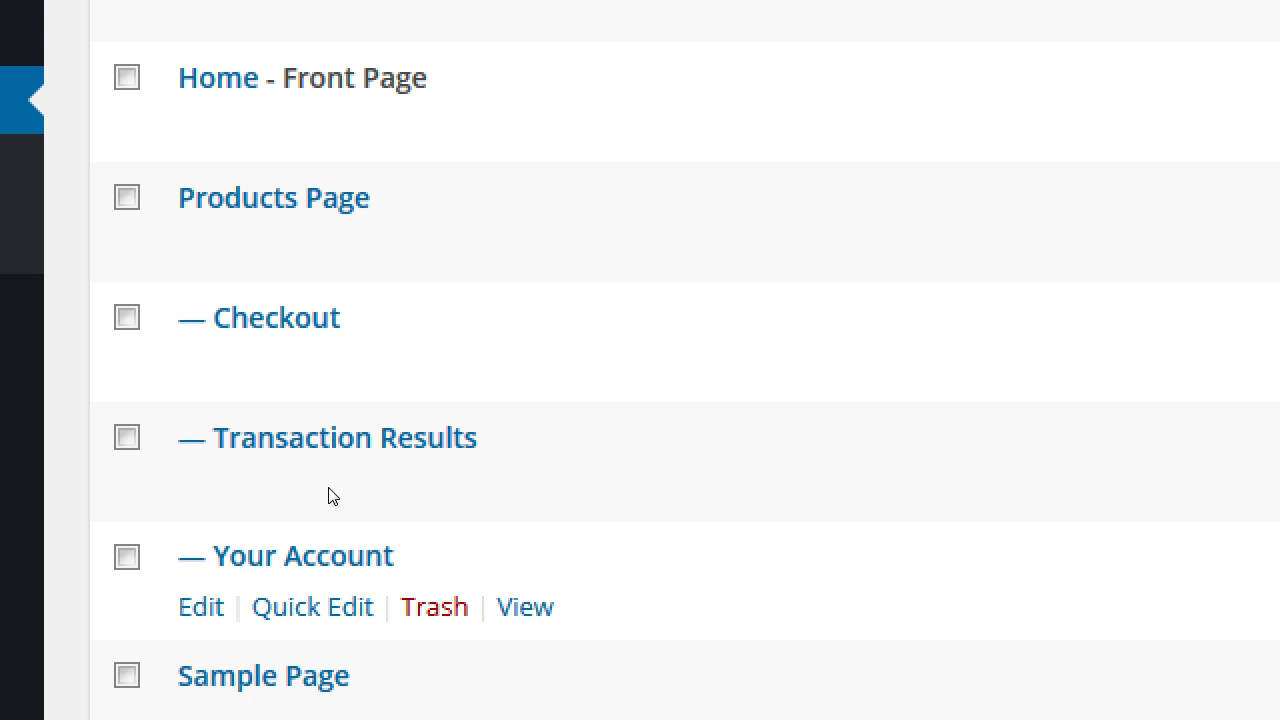 Home - Front Page
Products Page
— Checkout
— Transaction Results
— Your Account
Edit | Quick Edit | Trash | View
Sample Page